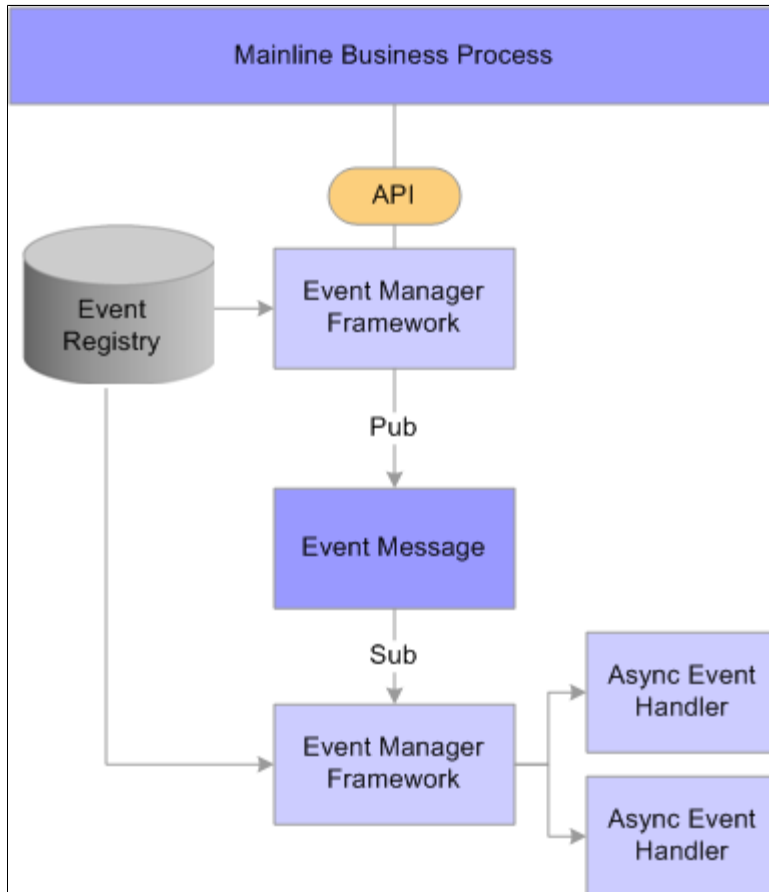 Mainline Business Process
API
Event Manager
Framework
Event
Registry
Pub
Event Message
Sub
Async Event
Handler
Event Manager
Framework
Async Event
Handler